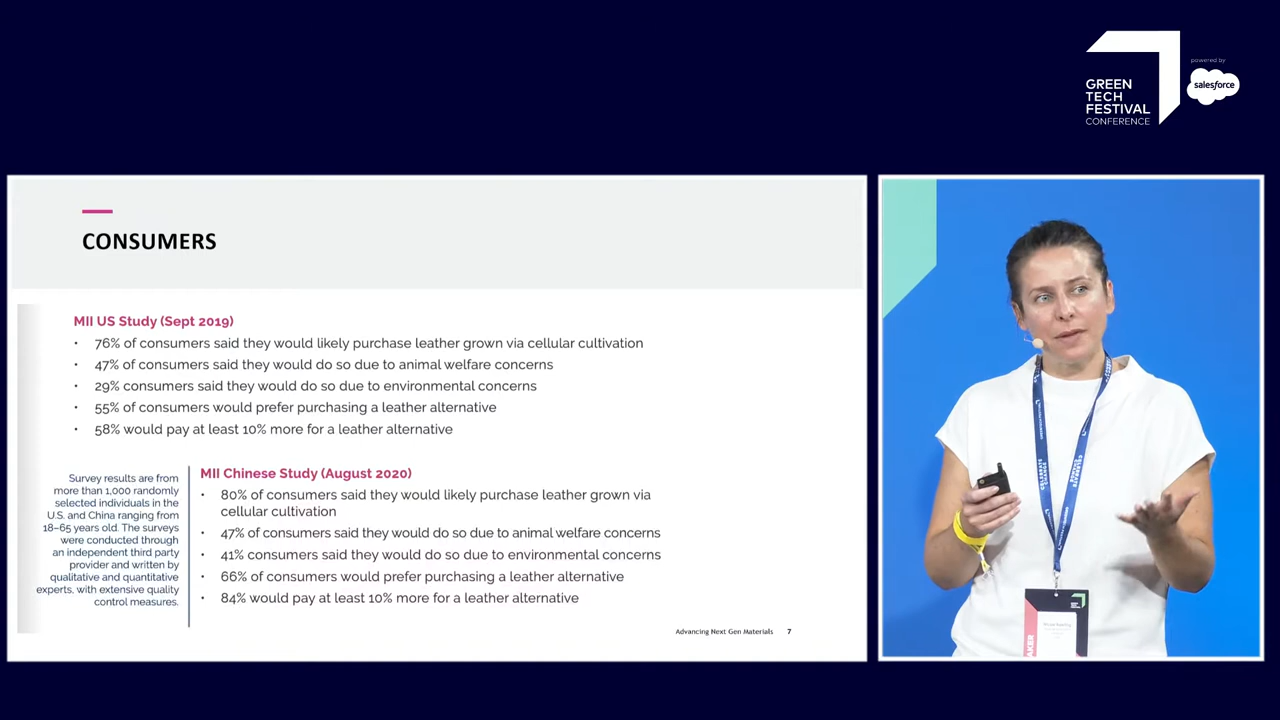 GREEN
TECH
FESTIVAL
CONFERENCE
powered by
salesforce
CONSUMERS
MII US Study (Sept 2019)
• 76% of consumers said they would likely purchase leather grown via cellular cultivation
• 47% of consumers said they would do so due to animal welfare concerns
• 29% consumers said they would do so due to environmental concerns
• 55% of consumers would prefer purchasing a leather alternative
• 58% would pay at least 10% more for a leather alternative
Survey results are from
more than 1,000 randomly
selected individuals in the
U.S. and China ranging from
18–65 years old. The surveys
were conducted through
an independent third party
provider and written by
qualitative and quantitative
experts, with extensive quality
control measures.
MII Chinese Study (August 2020)
• 80% of consumers said they would likely purchase leather grown via
cellular cultivation
• 47% of consumers said they would do so due to animal welfare concerns
• 41% consumers said they would do so due to environmental concerns
• 66% of consumers would prefer purchasing a leather alternative
• 84% would pay at least 10% more for a leather alternative
Advancing Next Gen Materials 7
CELEBRATE
CHANGE
CELEBRATE
CHANGE